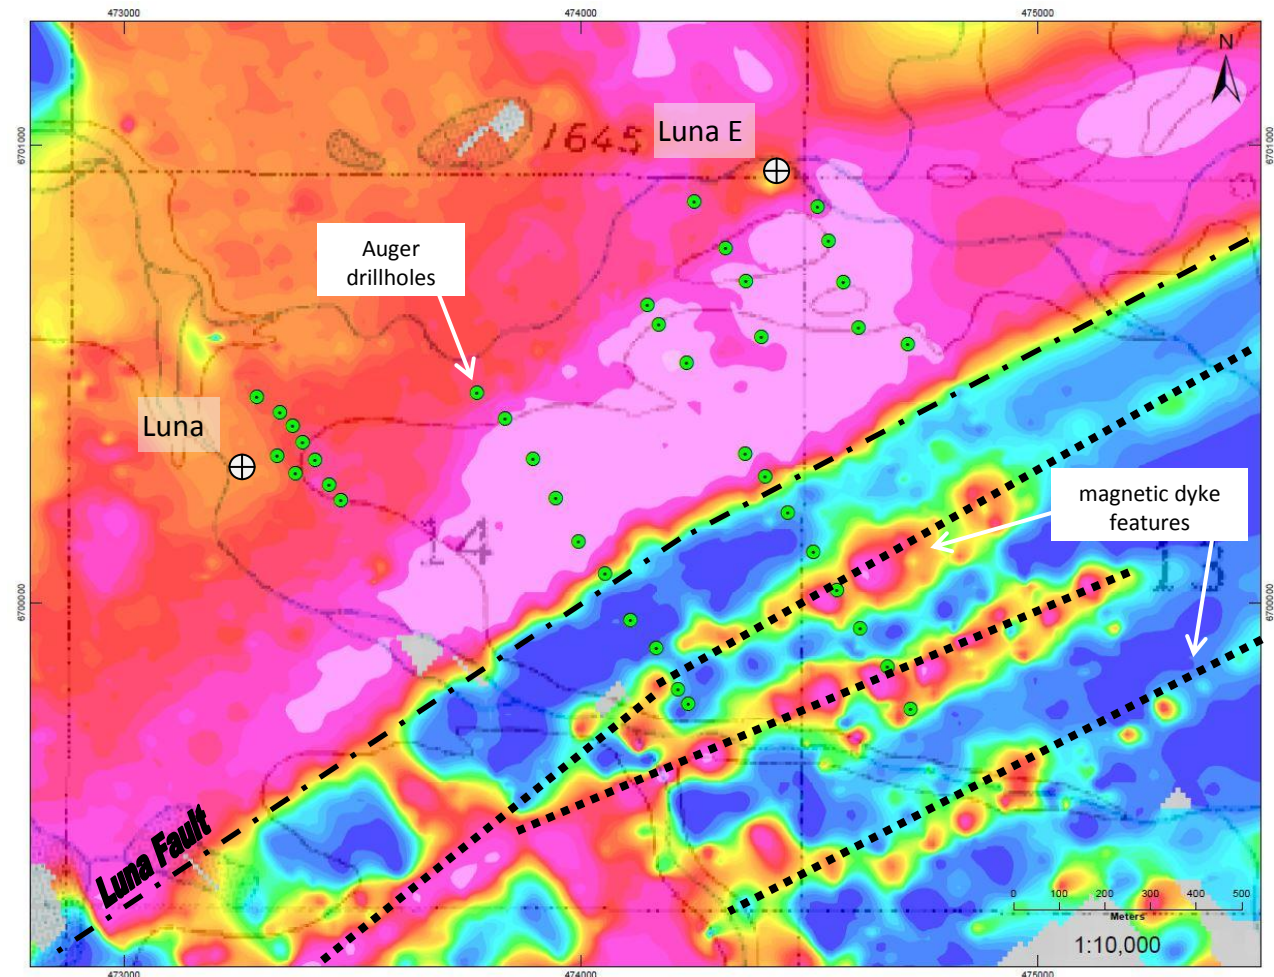 473000
474000
475000
N
6701000
6701000
1645
Luna E
Auger
drillholes
Luna
magnetic dyke
features
14
13
6700000
6700000
Luna Fault
0 100 200 300 400 500
Meters
1:10,000
473000
474000
475000